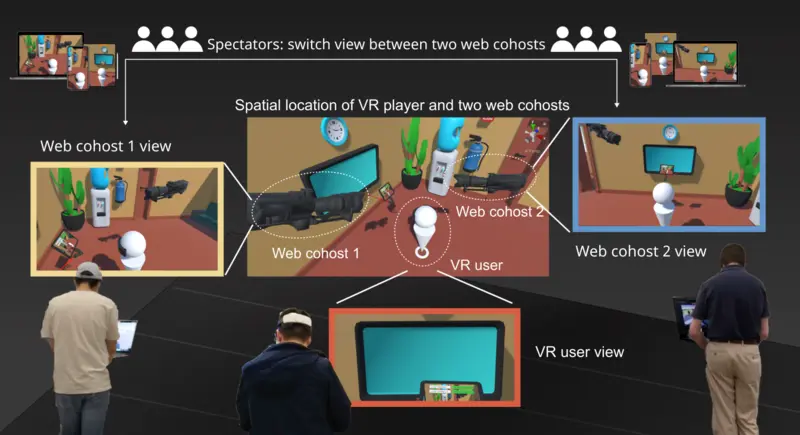 Spectators: switch view between two web cohosts
Spatial location of VR player and two web cohosts
Web cohost 1 view
Web cohost 2
Web cohost 1
Web cohost 2 view
VR user
VR user view